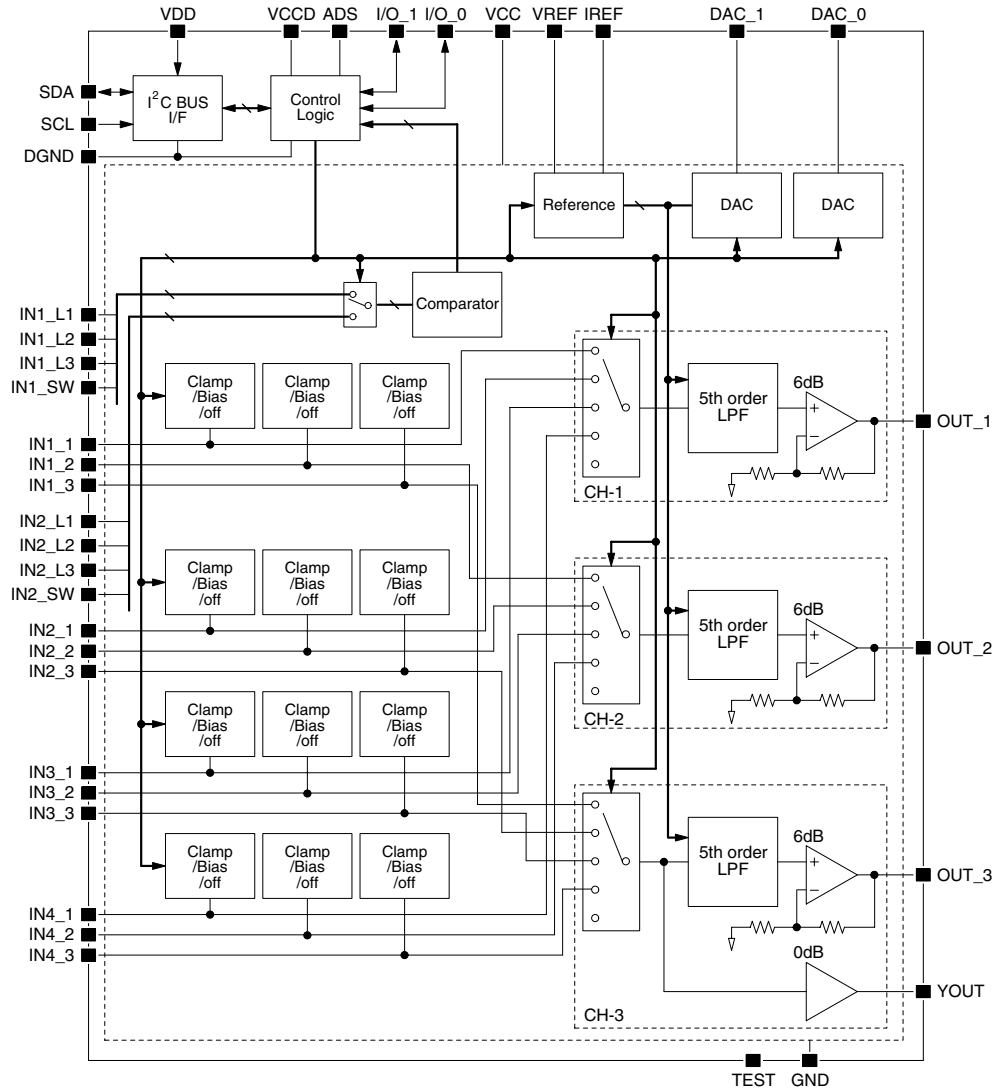 VDD VCCD ADS I/O_1 I/O_0 VCC VREF IREF DAC_1 DAC_0
SDA
SCL
DGND
I²C BUS
I/F
Control
Logic
Reference
DAC
DAC
Comparator
IN1_L1
IN1_L2
IN1_L3
IN1_SW
IN1_1
IN1_2
IN1_3
IN2_L1
IN2_L2
IN2_L3
IN2_SW
IN2_1
IN2_2
IN2_3
IN3_1
IN3_2
IN3_3
IN4_1
IN4_2
IN4_3
Clamp
/Bias
/off
Clamp
/Bias
/off
Clamp
/Bias
/off
Clamp
/Bias
/off
Clamp
/Bias
/off
Clamp
/Bias
/off
Clamp
/Bias
/off
Clamp
/Bias
/off
Clamp
/Bias
/off
Clamp
/Bias
/off
Clamp
/Bias
/off
Clamp
/Bias
/off
5th order
LPF
6dB
+
−
CH-1
OUT_1
5th order
LPF
6dB
+
−
CH-2
OUT_2
5th order
LPF
6dB
+
−
OUT_3
0dB
YOUT
CH-3
TEST GND